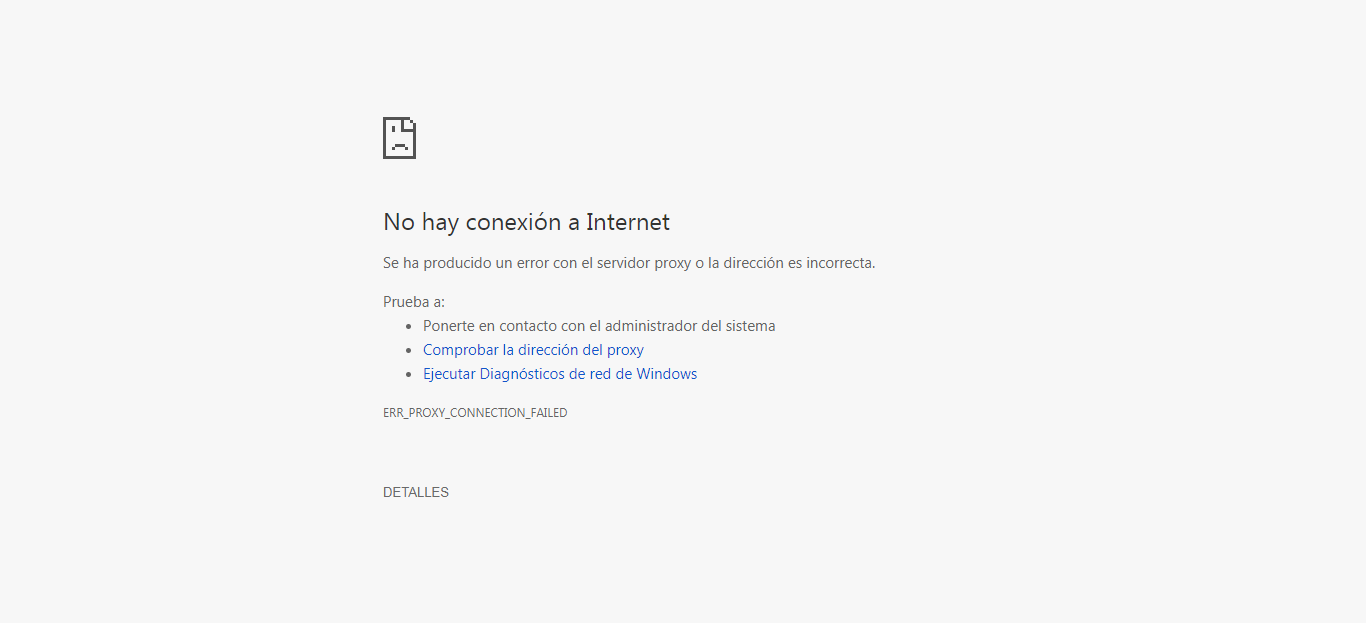 No hay conexión a Internet
Se ha producido un error con el servidor proxy o la dirección es incorrecta.
Prueba a:
• Ponerte en contacto con el administrador del sistema
• Comprobar la dirección del proxy
• Ejecutar Diagnósticos de red de Windows
ERR_PROXY_CONNECTION_FAILED
DETALLES